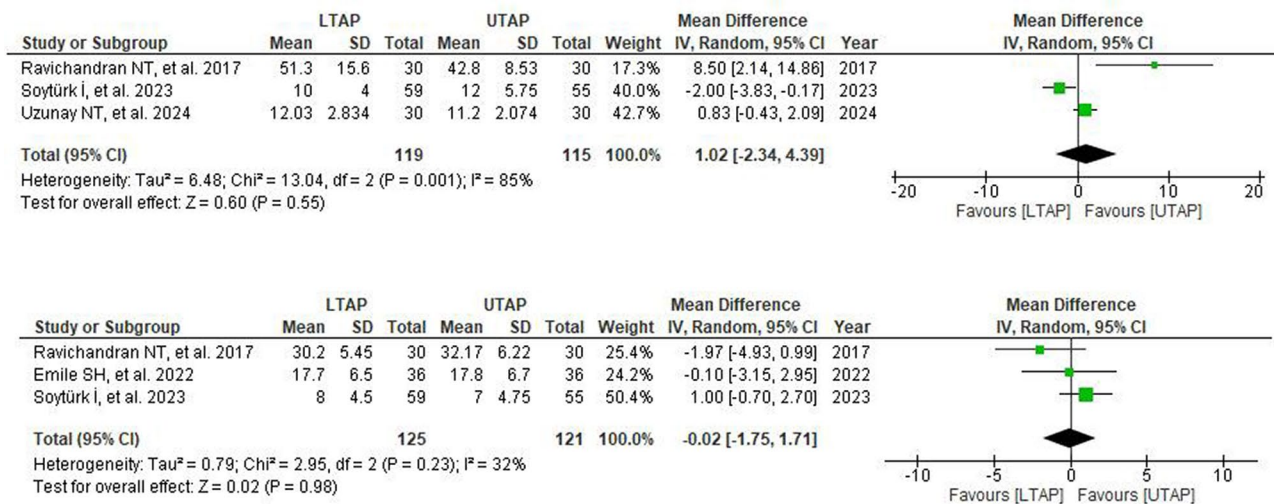 LTAP UTAP Mean Difference Mean Difference
Study or Subgroup Mean SD Total Mean SD Total Weight IV, Random, 95% CI Year IV, Random, 95% CI
Ravichandran NT, et al. 2017 51.3 15.6 30 42.8 8.53 30 17.3% 8.50 [2.14, 14.86] 2017
Soytürk İ, et al. 2023 10 4 59 12 5.75 55 40.0% -2.00 [-3.83, -0.17] 2023
Uzunay NT, et al. 2024 12.03 2.834 30 11.2 2.074 30 42.7% 0.83 [-0.43, 2.09] 2024
Total (95% CI) 119 115 100.0% 1.02 [-2.34, 4.39]
Heterogeneity: Tau² = 6.48; Chi² = 13.04, df = 2 (P = 0.001); I² = 85%
Test for overall effect: Z = 0.60 (P = 0.55)
-20 -10 0 10 20
Favours [LTAP] Favours [UTAP]
LTAP UTAP Mean Difference Mean Difference
Study or Subgroup Mean SD Total Mean SD Total Weight IV, Random, 95% CI Year IV, Random, 95% CI
Ravichandran NT, et al. 2017 30.2 5.45 30 32.17 6.22 30 25.4% -1.97 [-4.93, 0.99] 2017
Emile SH, et al. 2022 17.7 6.5 36 17.8 6.7 36 24.2% -0.10 [-3.15, 2.95] 2022
Soytürk İ, et al. 2023 8 4.5 59 7 4.75 55 50.4% 1.00 [-0.70, 2.70] 2023
Total (95% CI) 125 121 100.0% -0.02 [-1.75, 1.71]
Heterogeneity: Tau² = 0.79; Chi² = 2.95, df = 2 (P = 0.23); I² = 32%
Test for overall effect: Z = 0.02 (P = 0.98)
-10 -5 0 5 10
Favours [LTAP] Favours [UTAP]